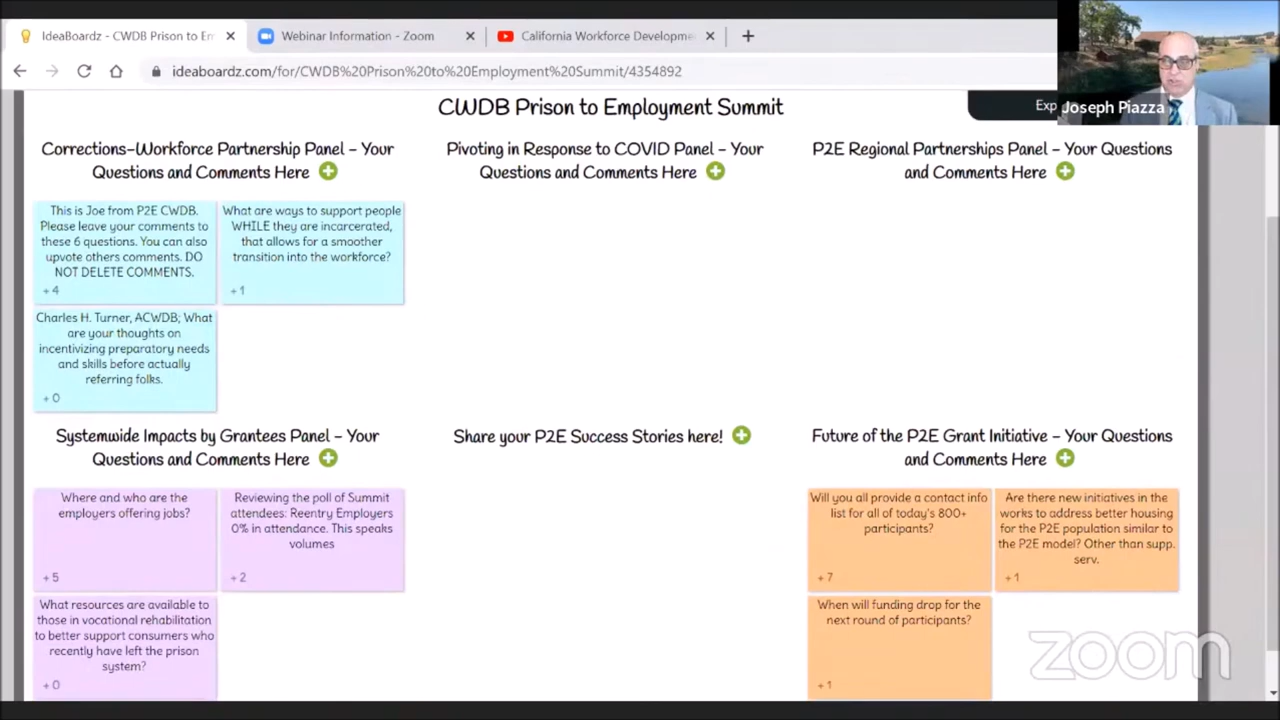 IdeaBoardz - CWDB Prison to Em
Webinar Information - Zoom
California Workforce Developme
ideaboardz.com/for/CWDB%20Prison%20to%20Employment%20Summit/4354892
CWDB Prison to Employment Summit
Exp
Joseph Piazza
Corrections-Workforce Partnership Panel - Your
Questions and Comments Here
Pivoting in Response to COVID Panel - Your
Questions and Comments Here
P2E Regional Partnerships Panel - Your Questions
and Comments Here
This is Joe from P2E CWDB.
Please leave your comments to
these 6 questions. You can also
upvote others comments. DO
NOT DELETE COMMENTS.
+4
What are ways to support people
WHILE they are incarcerated,
that allows for a smoother
transition into the workforce?
+1
Charles H. Turner, ACWDB; What
are your thoughts on
incentivizing preparatory needs
and skills before actually
referring folks.
+0
Systemwide Impacts by Grantees Panel - Your
Questions and Comments Here
Share your P2E Success Stories here!
Future of the P2E Grant Initiative - Your Questions
and Comments Here
Where and who are the
employers offering jobs?
+5
Reviewing the poll of Summit
attendees: Reentry Employers
0% in attendance. This speaks
volumes
+2
Will you all provide a contact info
list for all of today's 800+
participants?
+7
Are there new initiatives in the
works to address better housing
for the P2E population similar to
the P2E model? Other than supp.
serv.
+1
What resources are available to
those in vocational rehabilitation
to better support consumers who
recently have left the prison
system?
+0
When will funding drop for the
next round of participants?
+1
zoom